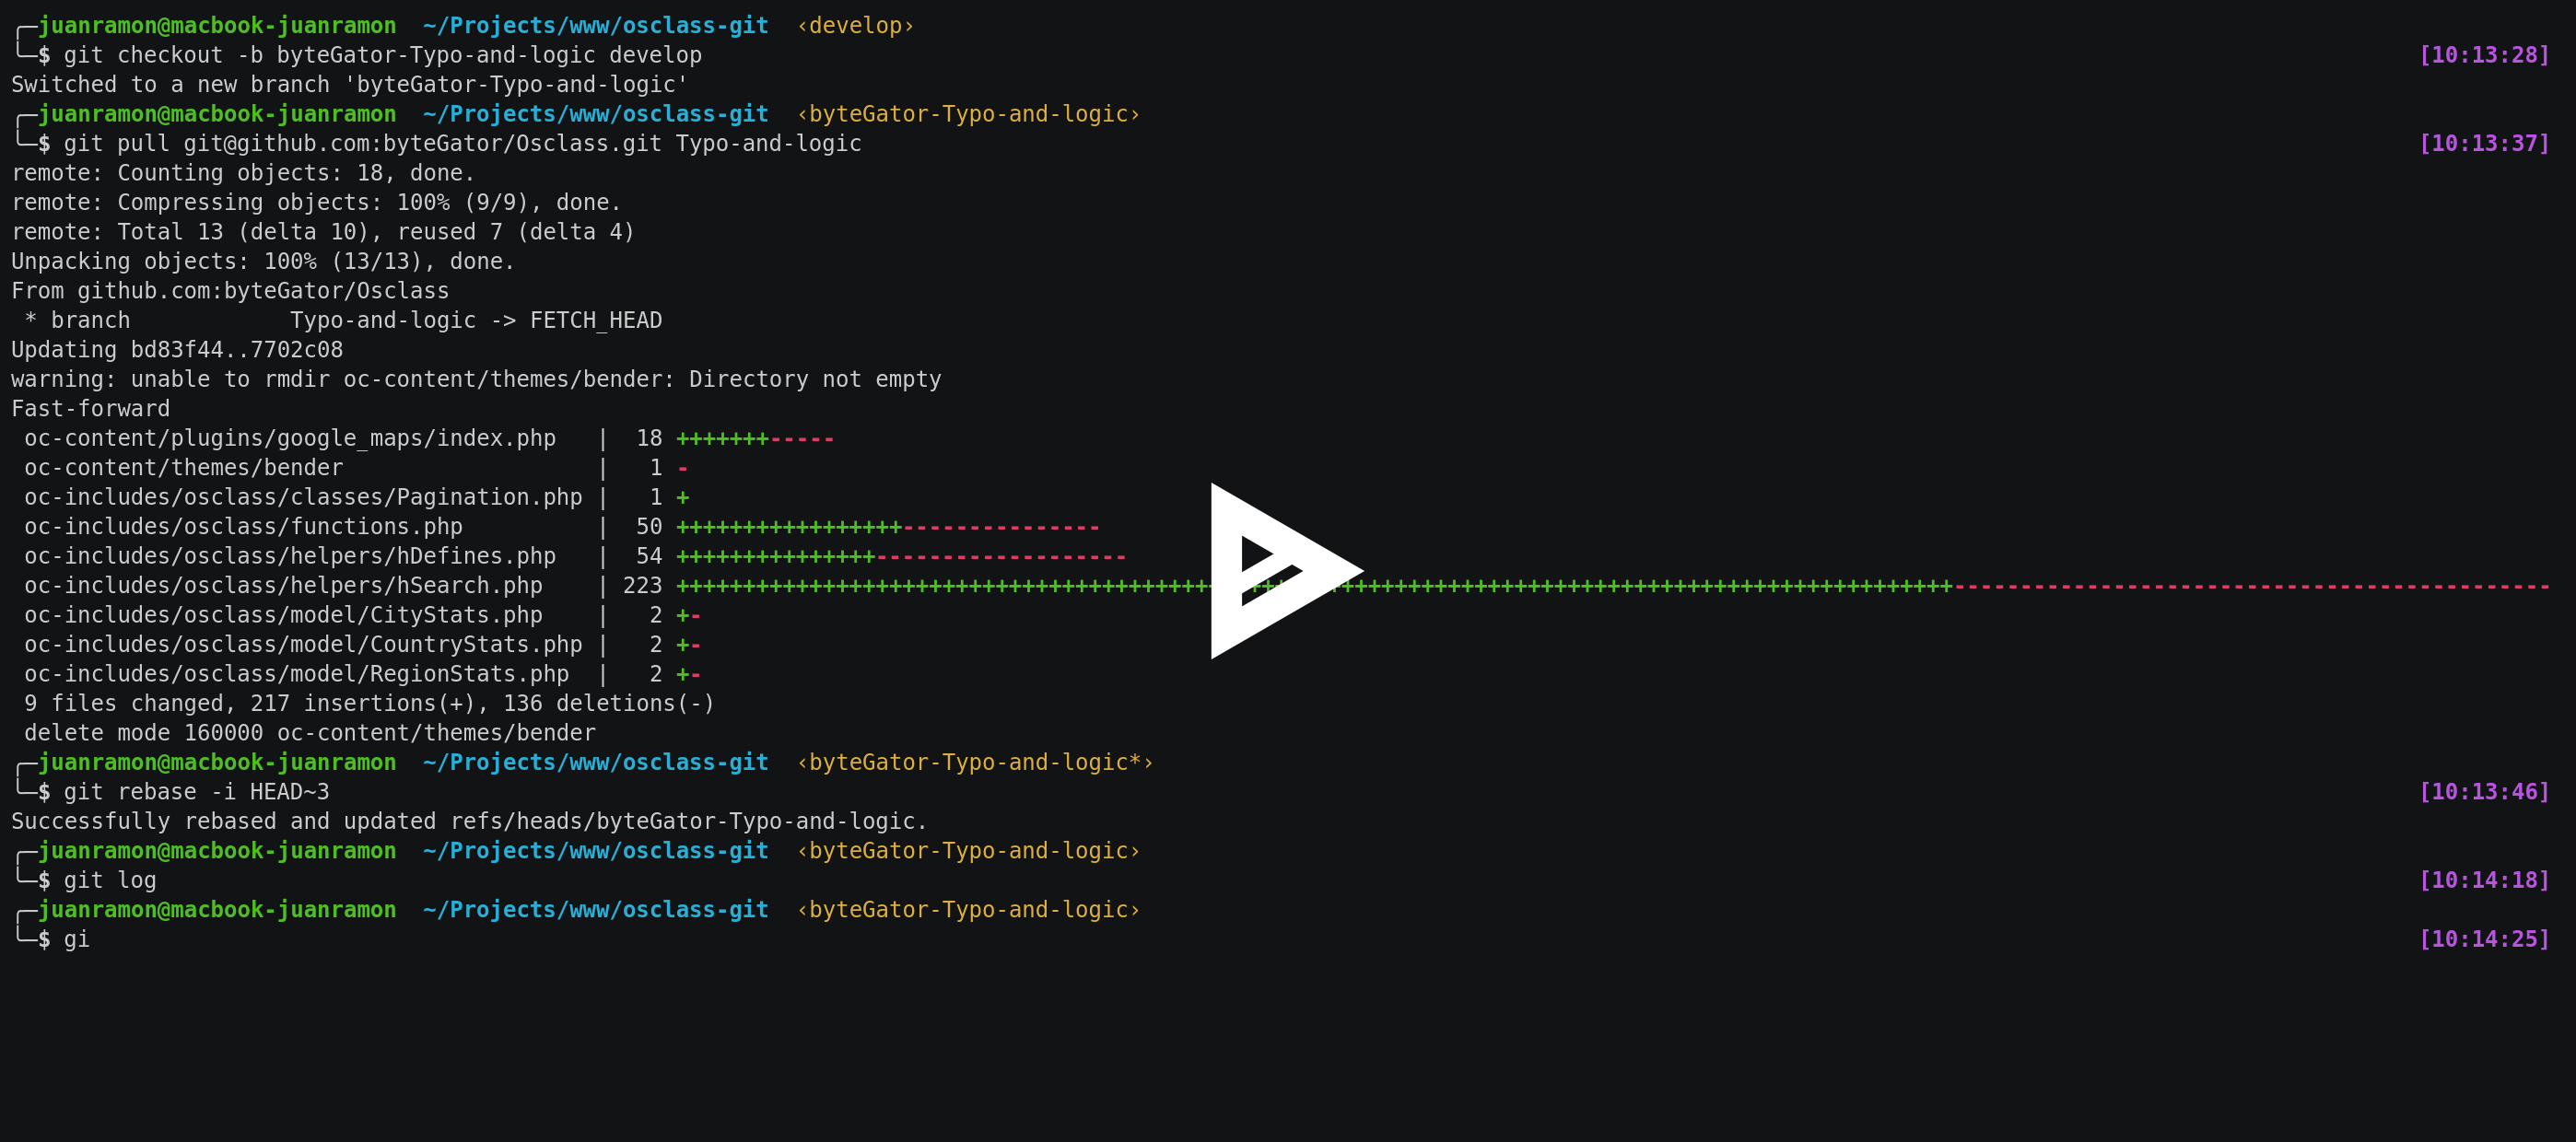 ╭─juanramon@macbook-juanramon  ~/Projects/www/osclass-git  ‹develop›
╰─$ git checkout -b byteGator-Typo-and-logic develop [10:13:28]
Switched to a new branch 'byteGator-Typo-and-logic'
╭─juanramon@macbook-juanramon  ~/Projects/www/osclass-git  ‹byteGator-Typo-and-logic›
╰─$ git pull git@github.com:byteGator/Osclass.git Typo-and-logic [10:13:37]
remote: Counting objects: 18, done.
remote: Compressing objects: 100% (9/9), done.
remote: Total 13 (delta 10), reused 7 (delta 4)
Unpacking objects: 100% (13/13), done.
From github.com:byteGator/Osclass
 * branch            Typo-and-logic -> FETCH_HEAD
Updating bd83f44..7702c08
warning: unable to rmdir oc-content/themes/bender: Directory not empty
Fast-forward
 oc-content/plugins/google_maps/index.php   |  18 +++++++-----
 oc-content/themes/bender                   |   1 -
 oc-includes/osclass/classes/Pagination.php |   1 +
 oc-includes/osclass/functions.php          |  50 +++++++++++++++++---------------
 oc-includes/osclass/helpers/hDefines.php   |  54 +++++++++++++++-------------------
 oc-includes/osclass/helpers/hSearch.php    | 223 ++++++++++++++++++++++++++++++++++++++++++++++++++++++++++++++++++++++++++++++++++++++++++++++++---------------------------------------------
 oc-includes/osclass/model/CityStats.php    |   2 +-
 oc-includes/osclass/model/CountryStats.php |   2 +-
 oc-includes/osclass/model/RegionStats.php  |   2 +-
 9 files changed, 217 insertions(+), 136 deletions(-)
 delete mode 160000 oc-content/themes/bender
╭─juanramon@macbook-juanramon  ~/Projects/www/osclass-git  ‹byteGator-Typo-and-logic*›
╰─$ git rebase -i HEAD~3 [10:13:46]
Successfully rebased and updated refs/heads/byteGator-Typo-and-logic.
╭─juanramon@macbook-juanramon  ~/Projects/www/osclass-git  ‹byteGator-Typo-and-logic›
╰─$ git log [10:14:18]
╭─juanramon@macbook-juanramon  ~/Projects/www/osclass-git  ‹byteGator-Typo-and-logic›
╰─$ gi [10:14:25]